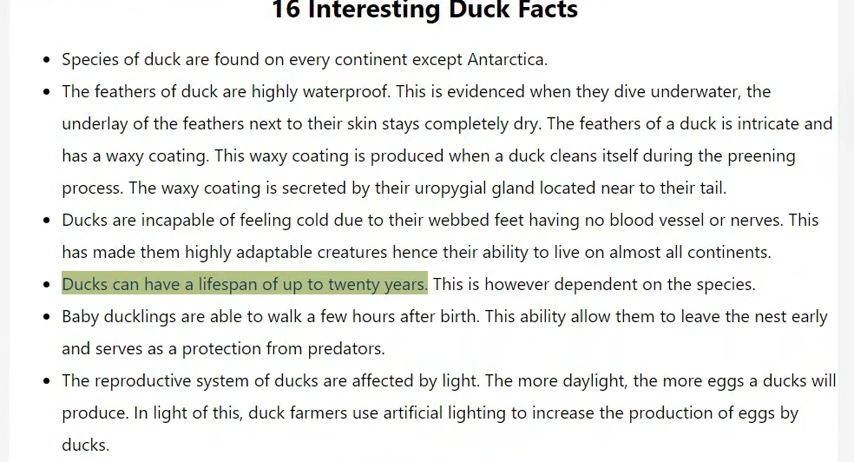 16 Interesting Duck Facts
Species of duck are found on every continent except Antarctica.
The feathers of duck are highly waterproof. This is evidenced when they dive underwater, the
underlay of the feathers next to their skin stays completely dry. The feathers of a duck is intricate and
has a waxy coating. This waxy coating is produced when a duck cleans itself during the preening
process. The waxy coating is secreted by their uropygial gland located near to their tail.
Ducks are incapable of feeling cold due to their webbed feet having no blood vessel or nerves. This
has made them highly adaptable creatures hence their ability to live on almost all continents.
Ducks can have a lifespan of up to twenty years. This is however dependent on the species.
Baby ducklings are able to walk a few hours after birth. This ability allow them to leave the nest early
and serves as a protection from predators.
The reproductive system of ducks are affected by light. The more daylight, the more eggs a ducks will
produce. In light of this, duck farmers use artificial lighting to increase the production of eggs by
ducks.